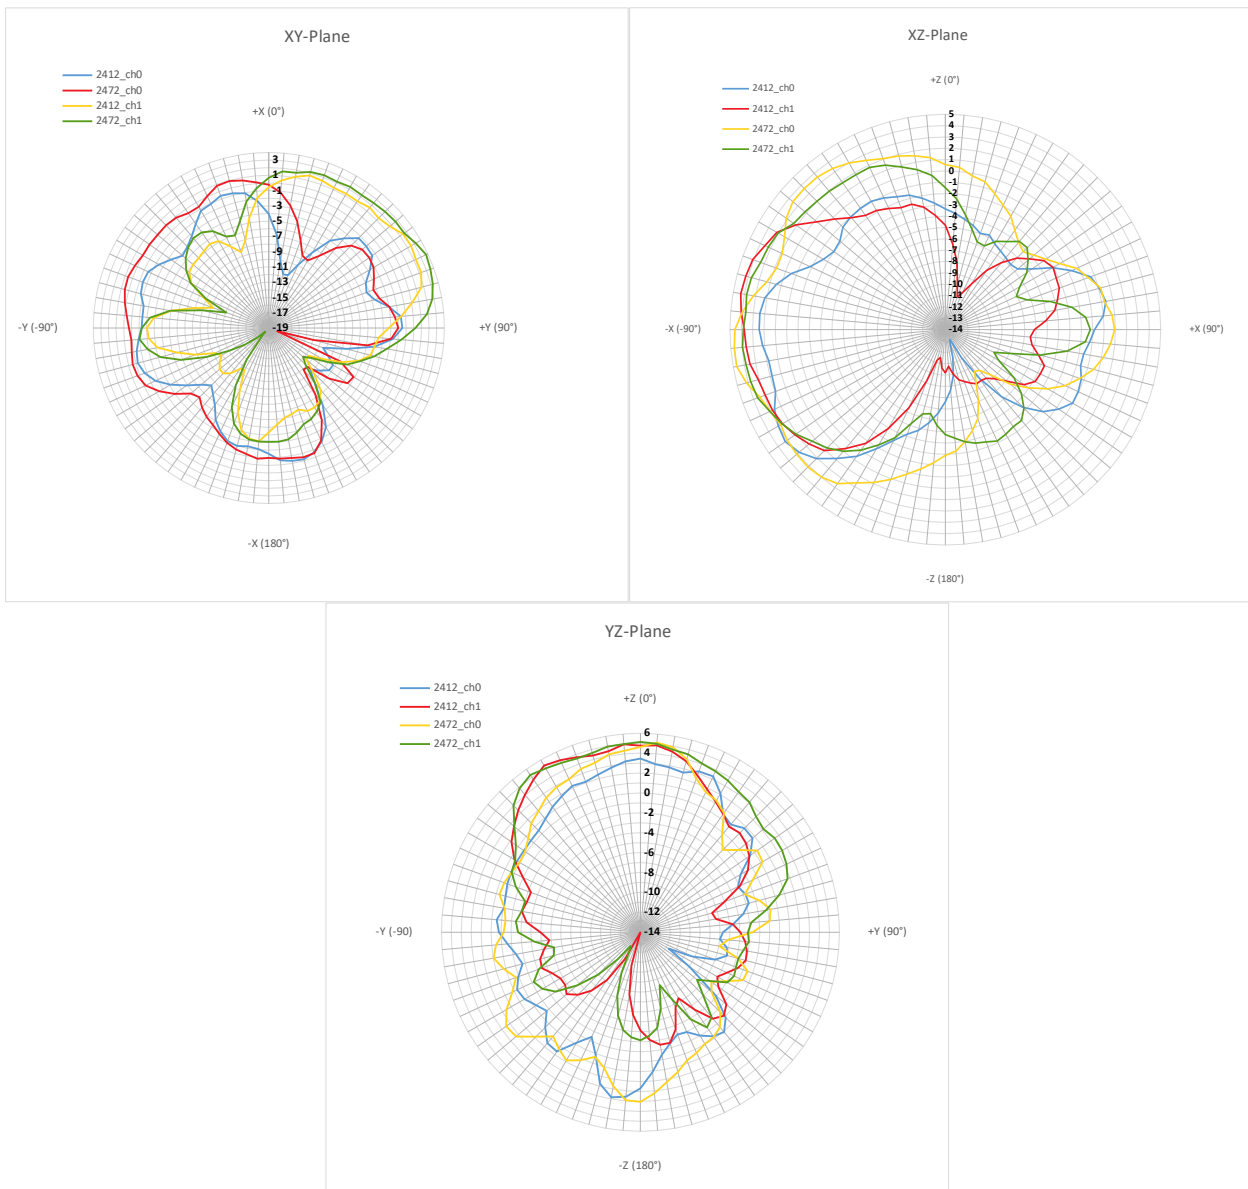 XY-Plane
2412_ch0
2472_ch0
2412_ch1
2472_ch1
+X (0°)
3
1
-1
-3
-5
-7
-9
-11
-13
-15
-17
-19
-Y (-90°)
+Y (90°)
-X (180°)
XZ-Plane
+Z (0°)
2412_ch0
2412_ch1
2472_ch0
2472_ch1
5
4
3
2
1
0
-1
-2
-3
-4
-5
-6
-7
-8
-9
-10
-11
-12
-13
-14
-X (-90°)
+X (90°)
-Z (180°)
YZ-Plane
2412_ch0
2412_ch1
2472_ch0
2472_ch1
+Z (0°)
6
4
2
0
-2
-4
-6
-8
-10
-12
-14
-Y (-90)
+Y (90°)
-Z (180°)